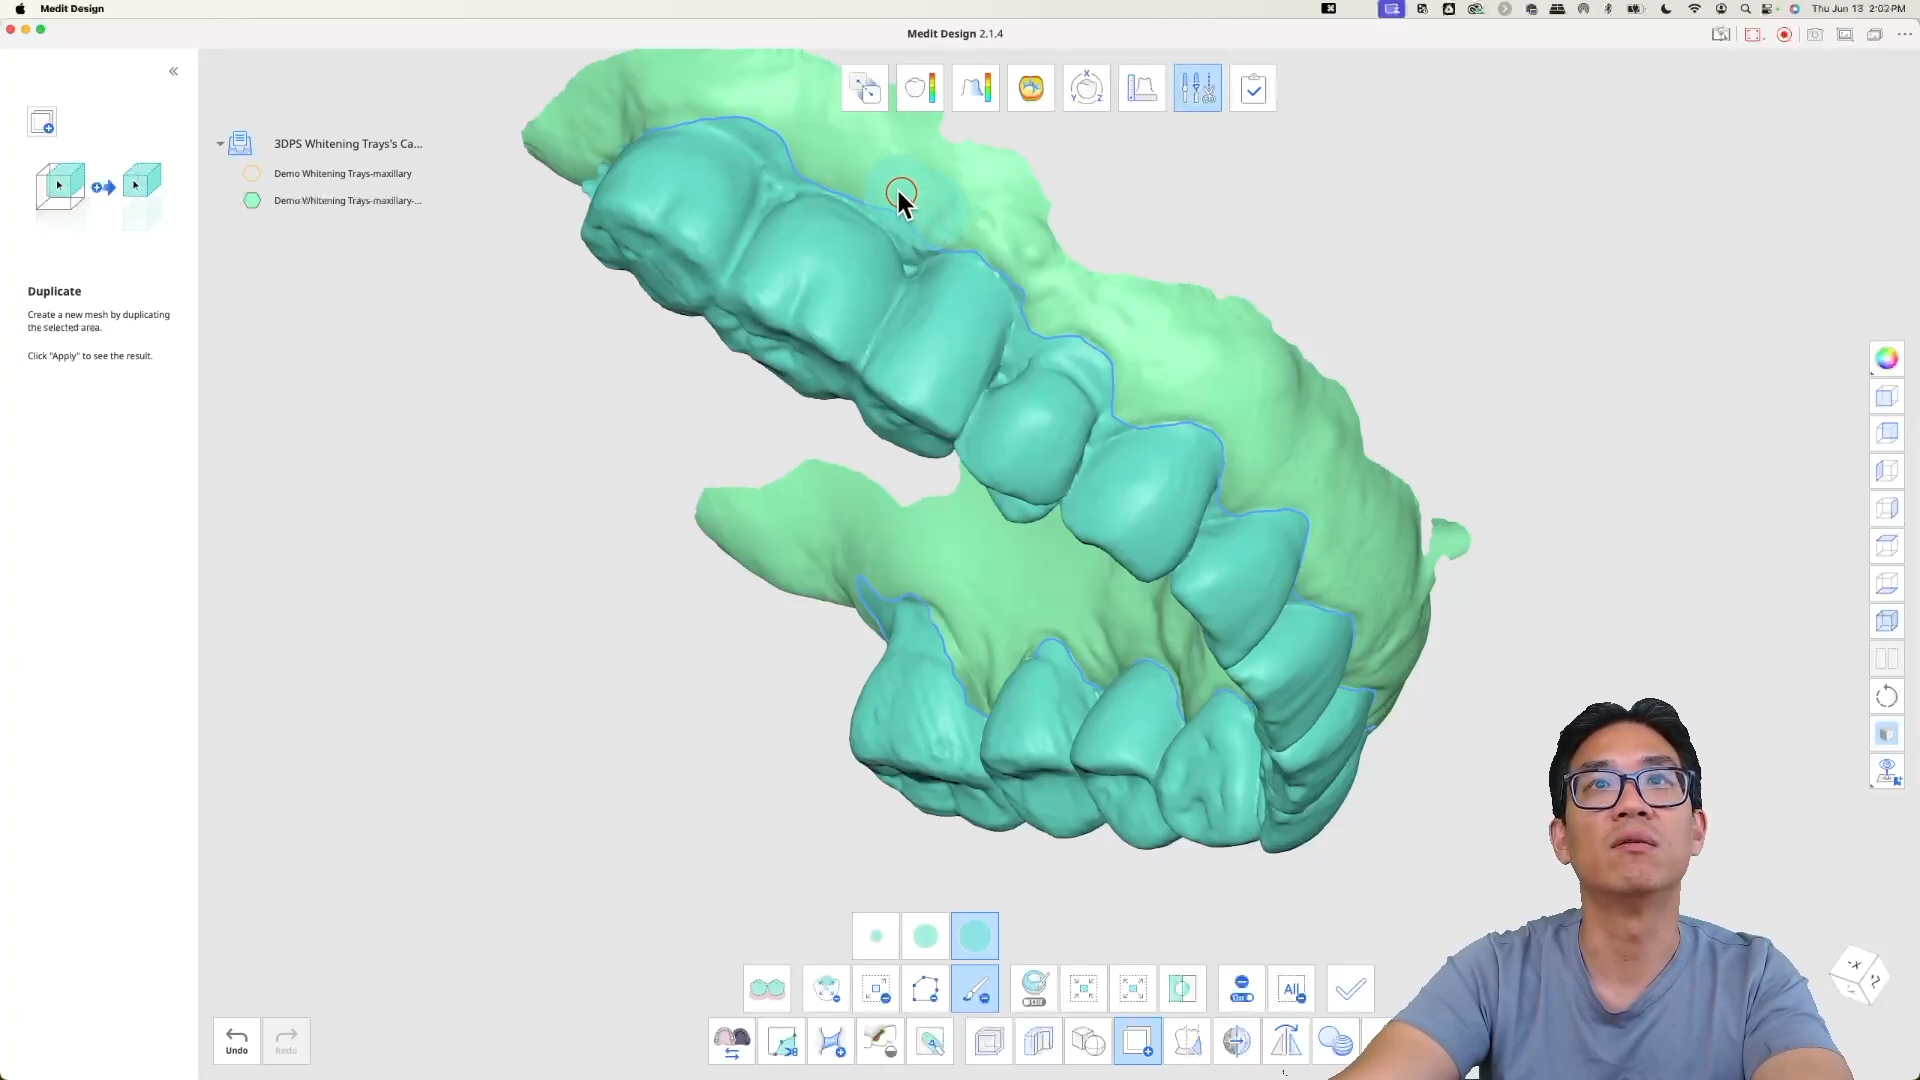 Medit Design
Thu Jun 13 2:03 PM
Medit Design 2.1.4
3DPS Whitening Trays's Ca...
Demo Whitening Trays-maxillary
Demo Whitening Trays-maxillary-...
Duplicate
Create a new mesh by duplicating
the selected area.
Click "Apply" to see the result.
X
Y
Z
All
Undo
Redo
A
-X